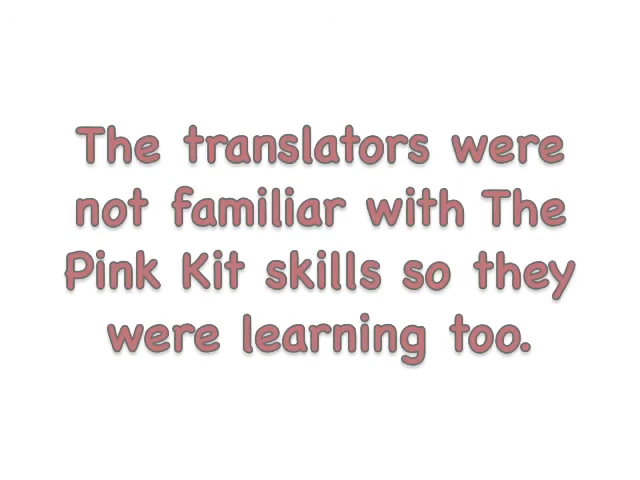 The translators were
not familiar with The
Pink Kit skills so they
were learning too.